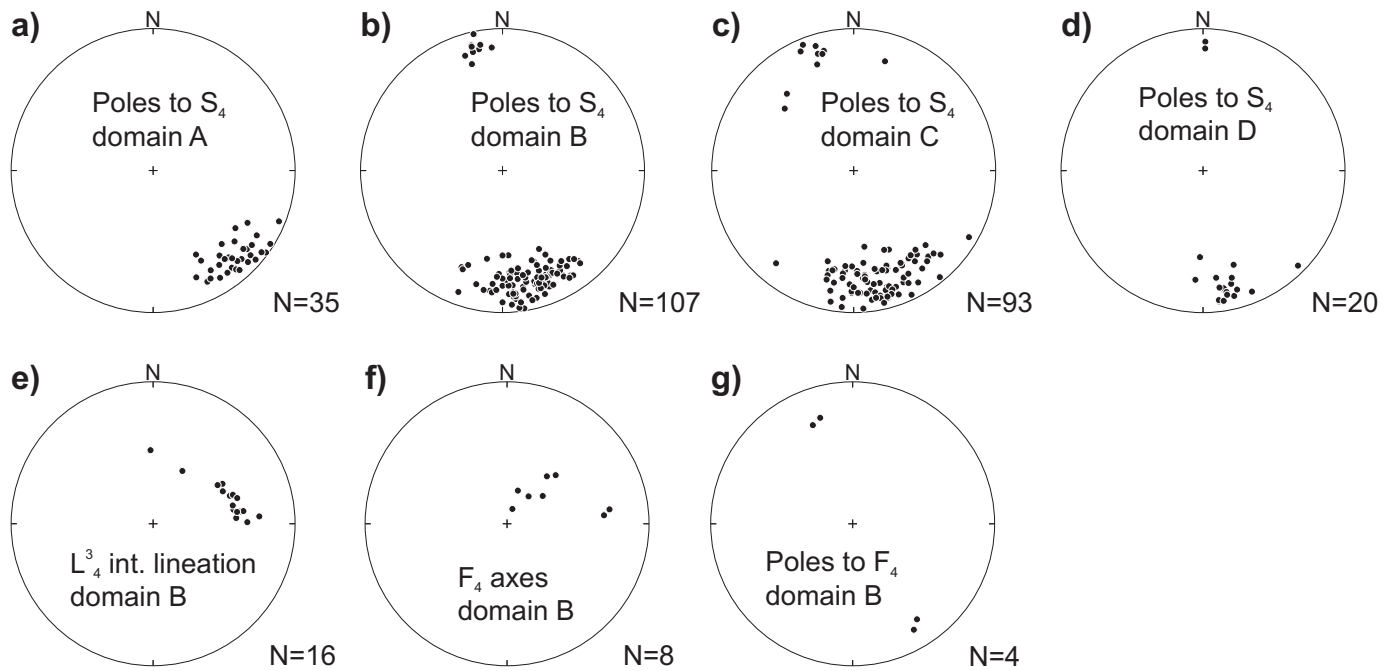 a)
N
Poles to S₄
domain A
N=35
b)
N
Poles to S₄
domain B
N=107
c)
N
Poles to S₄
domain C
N=93
d)
N
Poles to S₄
domain D
N=20
e)
N
L³₄ int. lineation
domain B
N=16
f)
N
F₄ axes
domain B
N=8
g)
N
Poles to F₄
domain B
N=4